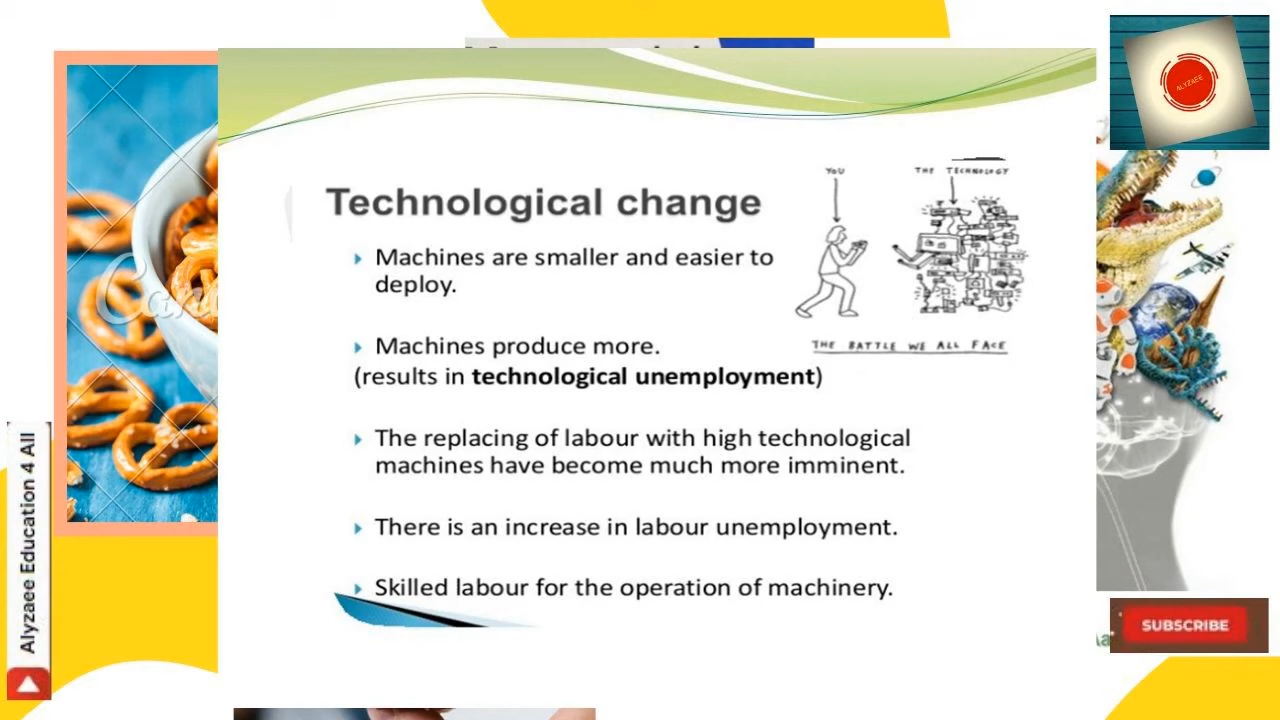 ALYZAEE
YOU
THE TECHNOLOGY
Technological change
Machines are smaller and easier to
deploy.
Machines produce more.
THE BATTLE WE ALL FACE
(results in technological unemployment)
The replacing of labour with high technological
machines have become much more imminent.
There is an increase in labour unemployment.
Skilled labour for the operation of machinery.
Alyzaee Education 4 All
SUBSCRIBE